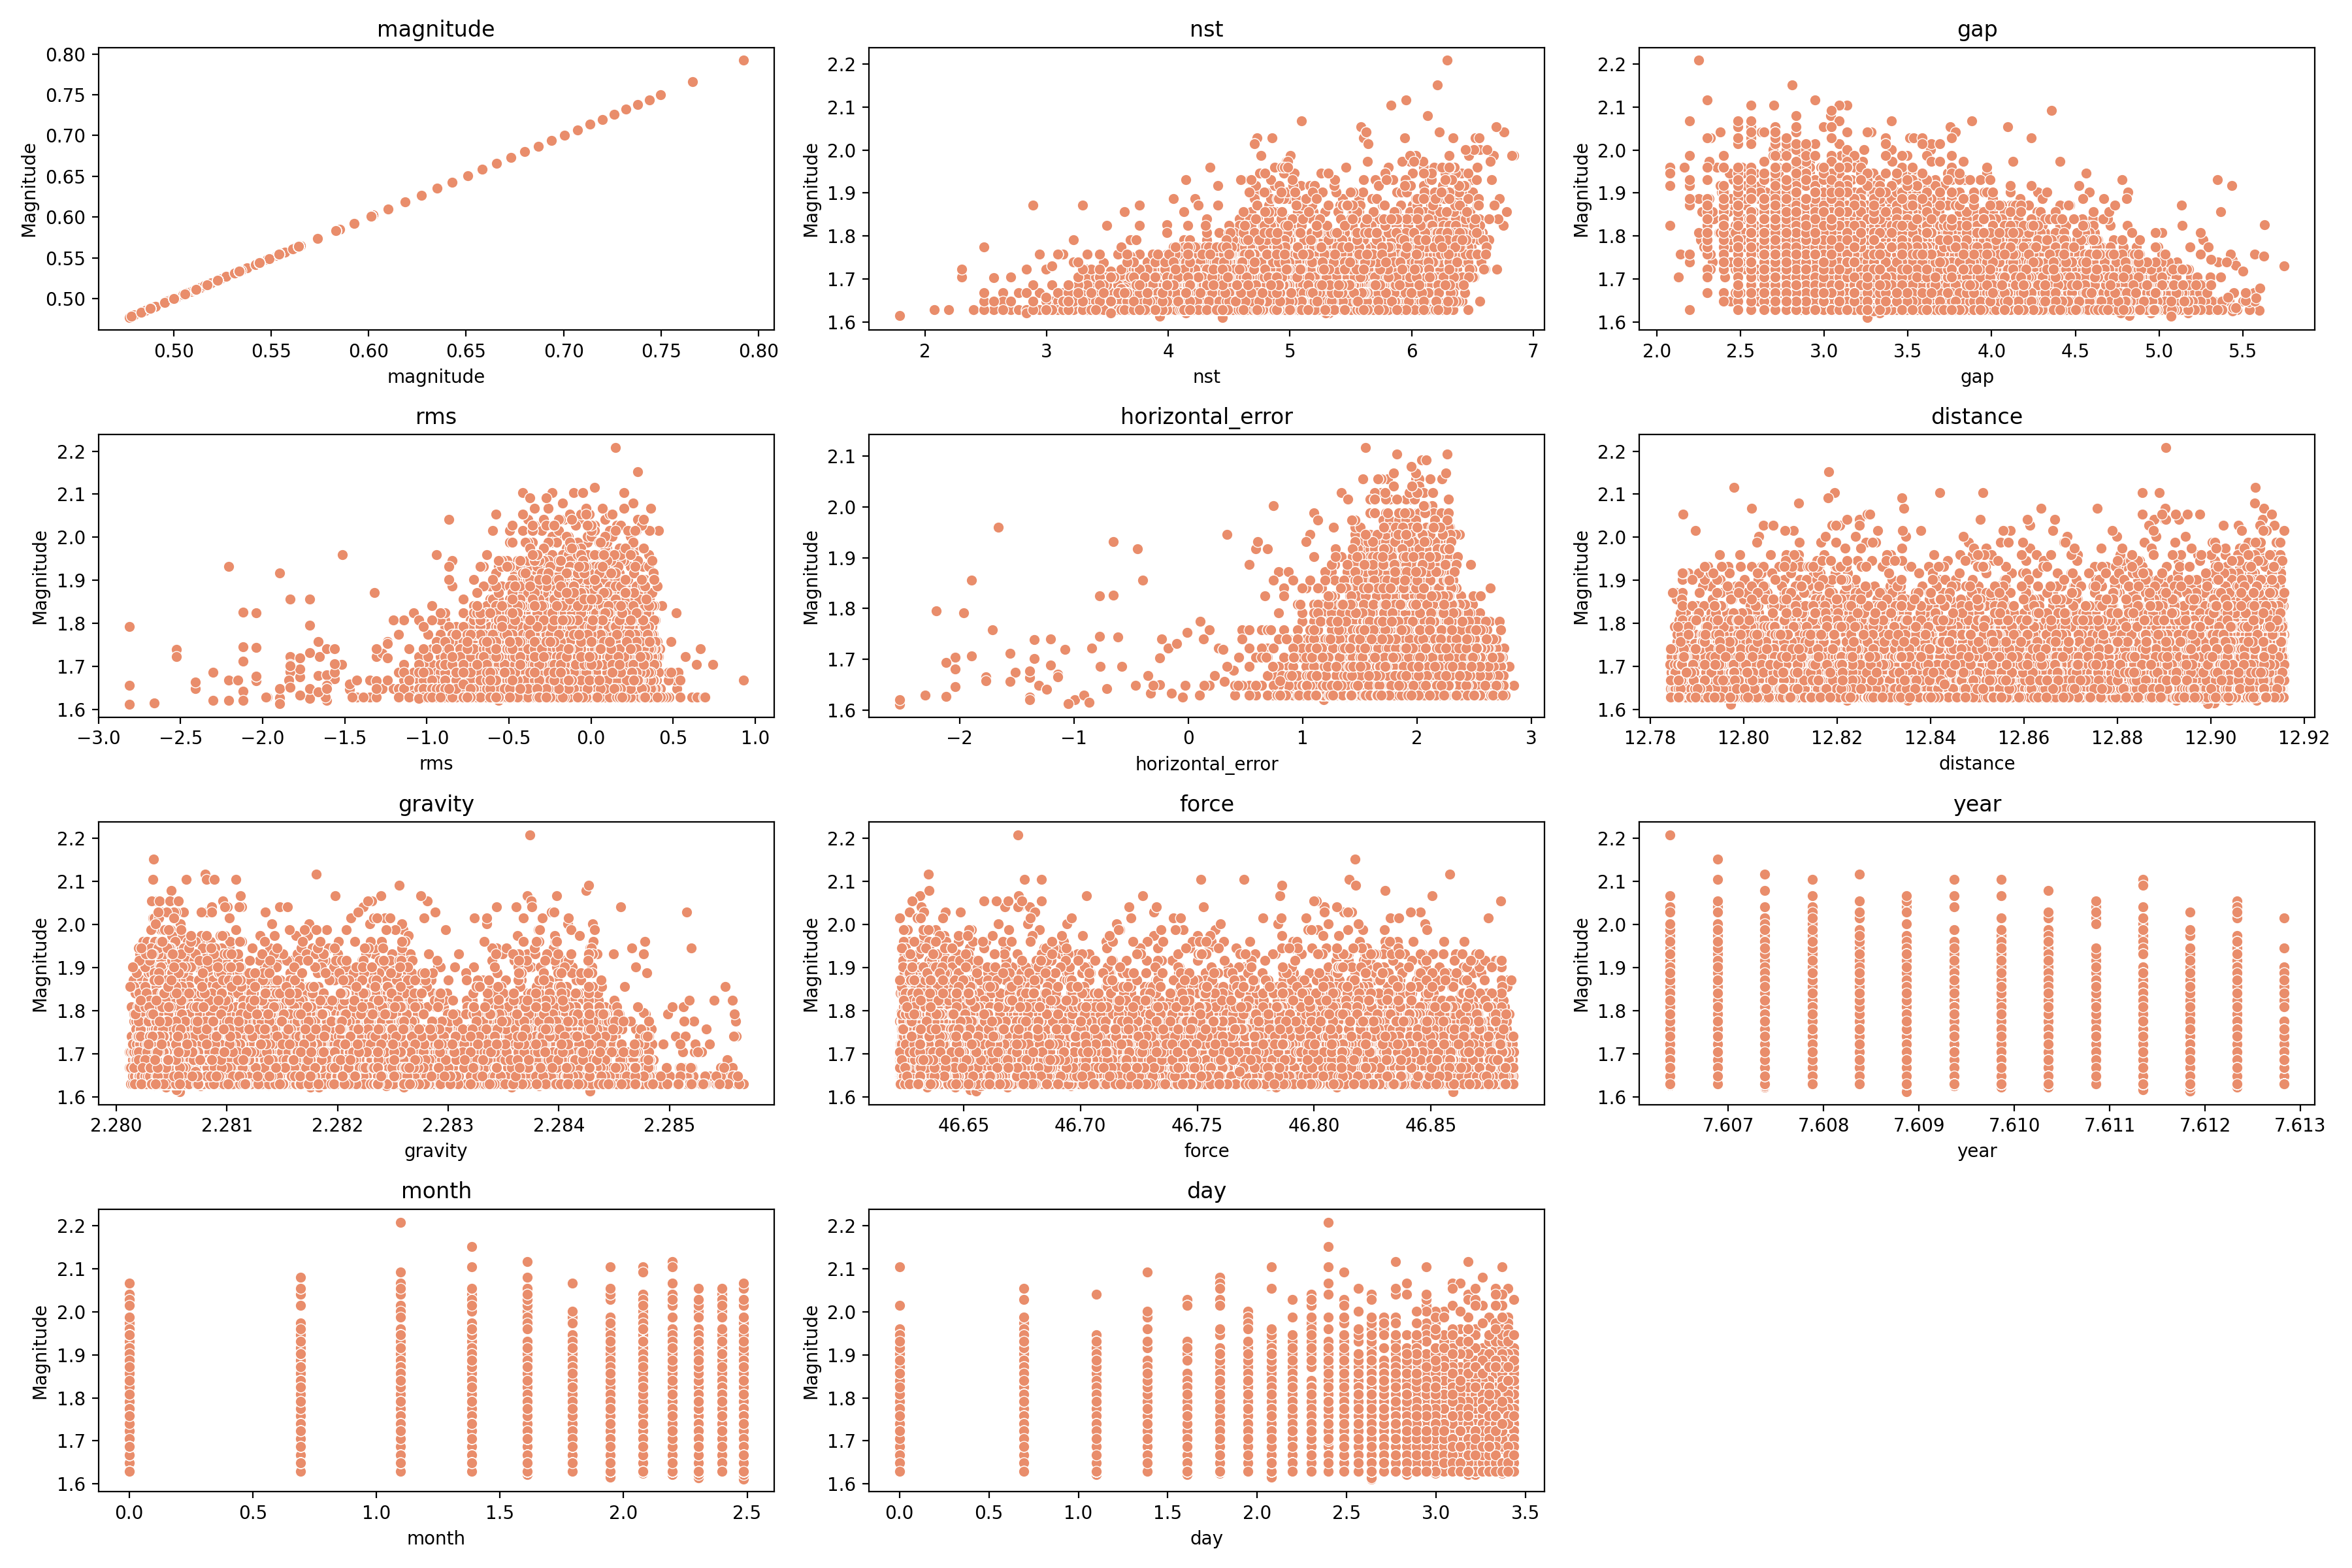 magnitude
nst
gap
0.80
0.75
0.70
0.65
0.60
0.55
0.50
Magnitude
0.50 0.55 0.60 0.65 0.70 0.75 0.80
magnitude
2.2
2.1
2.0
1.9
1.8
1.7
1.6
Magnitude
2 3 4 5 6 7
nst
2.2
2.1
2.0
1.9
1.8
1.7
1.6
Magnitude
2.0 2.5 3.0 3.5 4.0 4.5 5.0 5.5
gap
rms
horizontal_error
distance
2.2
2.1
2.0
1.9
1.8
1.7
1.6
Magnitude
−3.0 −2.5 −2.0 −1.5 −1.0 −0.5 0.0 0.5 1.0
rms
2.1
2.0
1.9
1.8
1.7
1.6
Magnitude
−2 −1 0 1 2 3
horizontal_error
2.2
2.1
2.0
1.9
1.8
1.7
1.6
Magnitude
12.78 12.80 12.82 12.84 12.86 12.88 12.90 12.92
distance
gravity
force
year
2.2
2.1
2.0
1.9
1.8
1.7
1.6
Magnitude
2.280 2.281 2.282 2.283 2.284 2.285
gravity
2.2
2.1
2.0
1.9
1.8
1.7
1.6
Magnitude
46.65 46.70 46.75 46.80 46.85
force
2.2
2.1
2.0
1.9
1.8
1.7
1.6
Magnitude
7.607 7.608 7.609 7.610 7.611 7.612 7.613
year
month
day
2.2
2.1
2.0
1.9
1.8
1.7
1.6
Magnitude
0.0 0.5 1.0 1.5 2.0 2.5
month
2.2
2.1
2.0
1.9
1.8
1.7
1.6
Magnitude
0.0 0.5 1.0 1.5 2.0 2.5 3.0 3.5
day